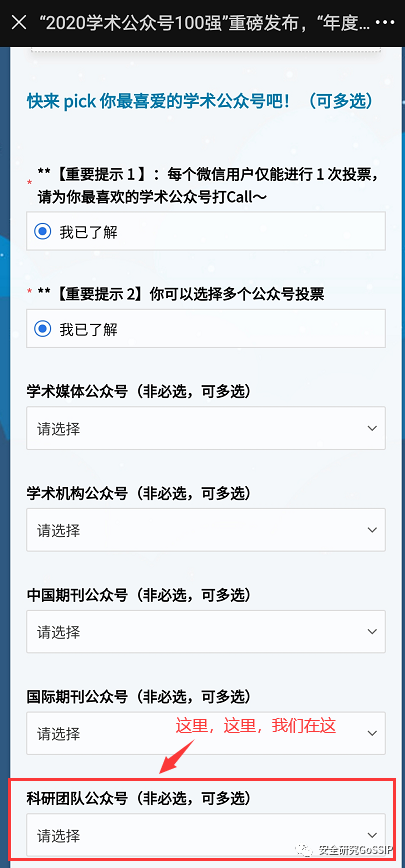 “2020学术公众号100强”重磅发布，“年度...
快来 pick 你最喜爱的学术公众号吧！（可多选）
* **【重要提示 1】：每个微信用户仅能进行 1 次投票，
请为你最喜欢的学术公众号打Call～
我已了解
* **【重要提示 2】你可以选择多个公众号投票
我已了解
学术媒体公众号（非必选，可多选）
请选择
学术机构公众号（非必选，可多选）
请选择
中国期刊公众号（非必选，可多选）
请选择
国际期刊公众号（非必选，可多选）
这里，这里，我们在这
请选择
科研团队公众号（非必选，可多选）
请选择
安全研究GoSSIP